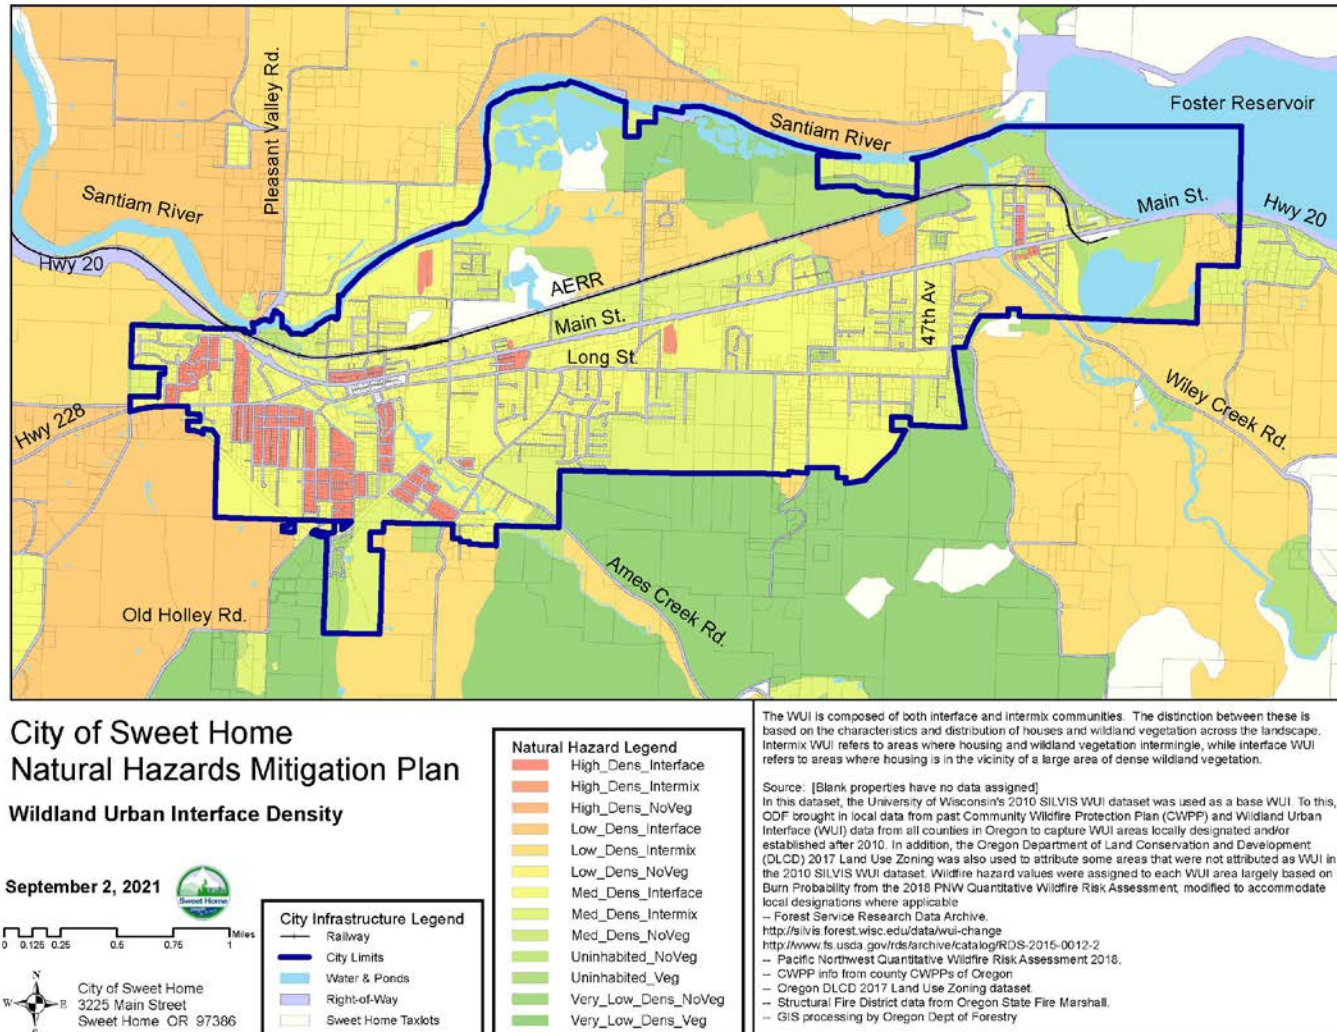 Foster Reservoir
Pleasant Valley Rd.
Santiam River
Santiam River
Main St.
Hwy 20
Hwy 20
AERR
Main St.
47th Av
Long St.
Wiley Creek Rd.
Hwy 228
Ames Creek Rd.
Old Holley Rd.
City of Sweet Home
Natural Hazards Mitigation Plan
Wildland Urban Interface Density
September 2, 2021
Sweet Home
Miles
0 0.125 0.25 0.5 0.75 1
N
W E
S
City of Sweet Home
3225 Main Street
Sweet Home OR 97386
City Infrastructure Legend
Railway
City Limits
Water & Ponds
Right-of-Way
Sweet Home Taxlots
Natural Hazard Legend
High_Dens_Interface
High_Dens_Intermix
High_Dens_NoVeg
Low_Dens_Interface
Low_Dens_Intermix
Low_Dens_NoVeg
Med_Dens_Interface
Med_Dens_Intermix
Med_Dens_NoVeg
Uninhabited_NoVeg
Uninhabited_Veg
Very_Low_Dens_NoVeg
Very_Low_Dens_Veg
The WUI is composed of both interface and intermix communities. The distinction between these is
based on the characteristics and distribution of houses and wildland vegetation across the landscape.
Intermix WUI refers to areas where housing and wildland vegetation intermingle, while interface WUI
refers to areas where housing is in the vicinity of a large area of dense wildland vegetation.
Source: [Blank properties have no data assigned]
In this dataset, the University of Wisconsin's 2010 SILVIS WUI dataset was used as a base WUI. To this,
ODF brought in local data from past Community Wildfire Protection Plan (CWPP) and Wildland Urban
Interface (WUI) data from all counties in Oregon to capture WUI areas locally designated and/or
established after 2010. In addition, the Oregon Department of Land Conservation and Development
(DLCD) 2017 Land Use Zoning was also used to attribute some areas that were not attributed as WUI in
the 2010 SILVIS WUI dataset. Wildfire hazard values were assigned to each WUI area largely based on
Burn Probability from the 2018 PNW Quantitative Wildfire Risk Assessment, modified to accommodate
local designations where applicable
-- Forest Service Research Data Archive.
http://silvis.forest.wisc.edu/data/wui-change
http://www.fs.usda.gov/rds/archive/catalog/RDS-2015-0012-2
-- Pacific Northwest Quantitative Wildfire Risk Assessment 2018.
-- CWPP info from county CWPPs of Oregon
-- Oregon DLCD 2017 Land Use Zoning dataset
-- Structural Fire District data from Oregon State Fire Marshall.
-- GIS processing by Oregon Dept of Forestry